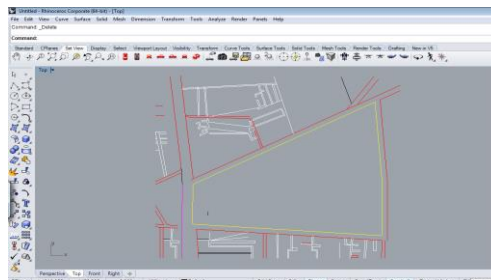 Untitled - Rhinoceros Corporate (64-bit) - [Top]
File Edit View Curve Surface Solid Mesh Dimension Transform Tools Analyze Render Panels Help
Command: _Delete
Command:
Standard CPlanes Set View Display Select Viewport Layout Visibility Transform Curve Tools Surface Tools Solid Tools Mesh Tools Render Tools Drafting New in V5
Top
Perspective Top Front Right